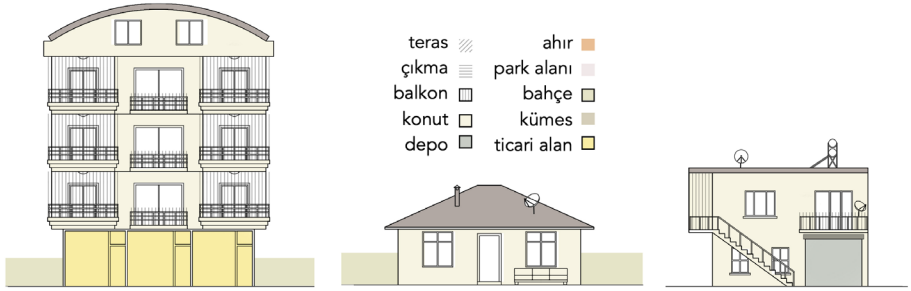 teras
çıkma
balkon
konut
depo
ahır
park alanı
bahçe
kümes
ticari alan